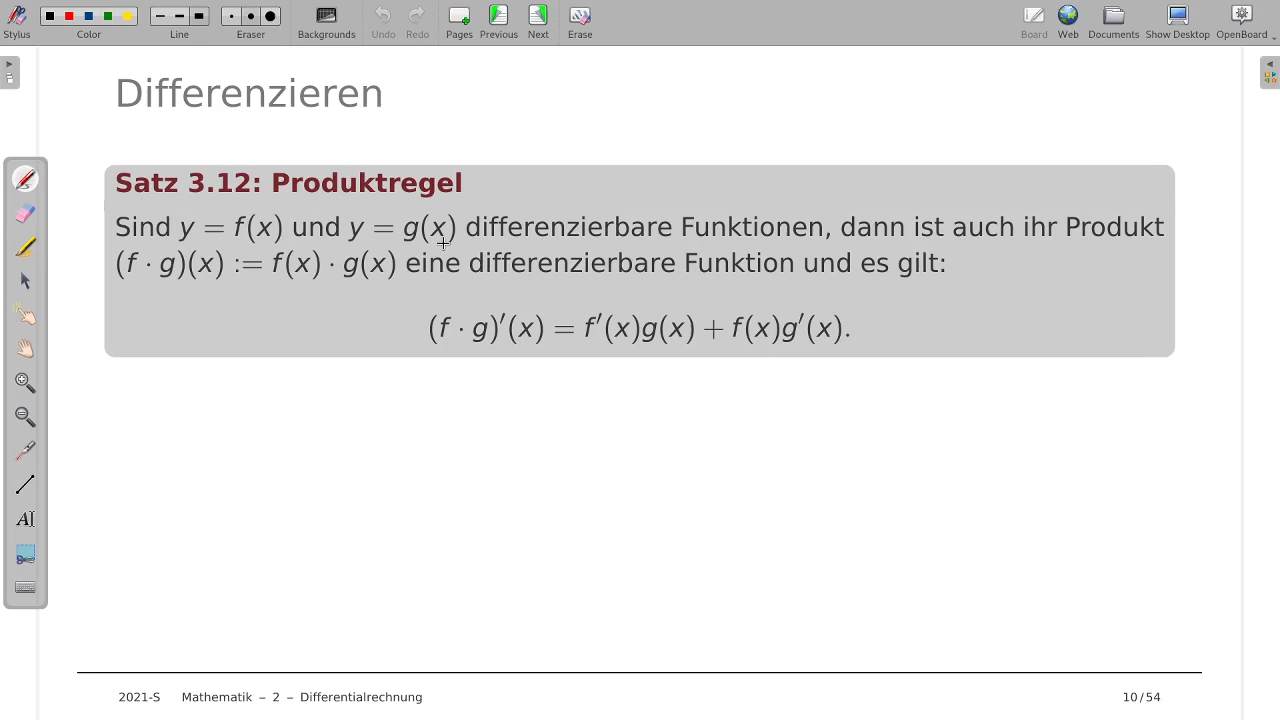 Stylus
Color
Line
Eraser
Backgrounds
Undo
Redo
Pages
Previous
Next
Erase
Board
Web
Documents
Show Desktop
OpenBoard
Differenzieren
Satz 3.12: Produktregel
Sind y = f(x) und y = g(x) differenzierbare Funktionen, dann ist auch ihr Produkt
(f · g)(x) := f(x) · g(x) eine differenzierbare Funktion und es gilt:
(f · g)′(x) = f′(x)g(x) + f(x)g′(x).
AI
2021-S Mathematik – 2 – Differentialrechnung 10 / 54